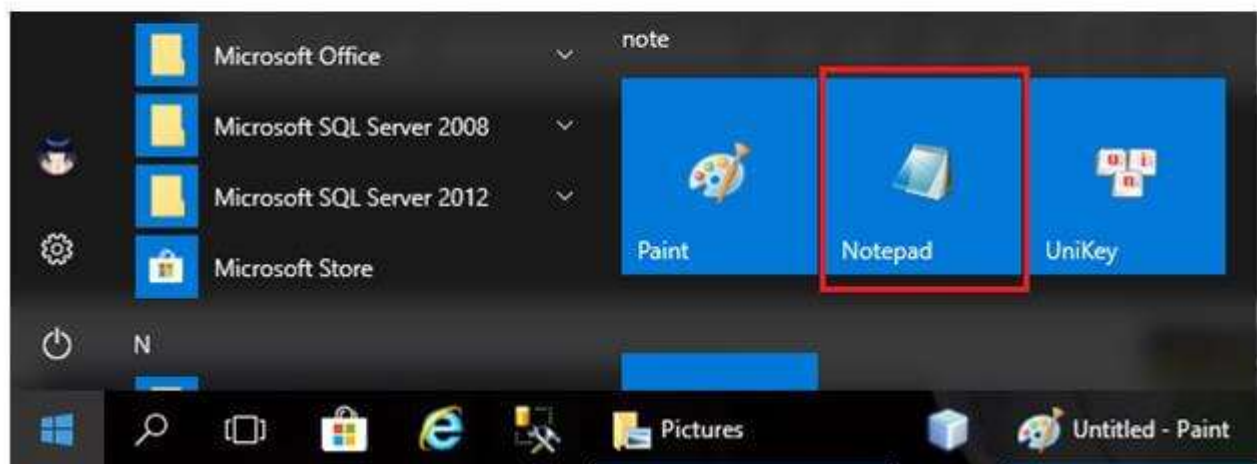 Microsoft Office
Microsoft SQL Server 2008
Microsoft SQL Server 2012
Microsoft Store
N
note
Paint
Notepad
UniKey
Pictures
Untitled - Paint